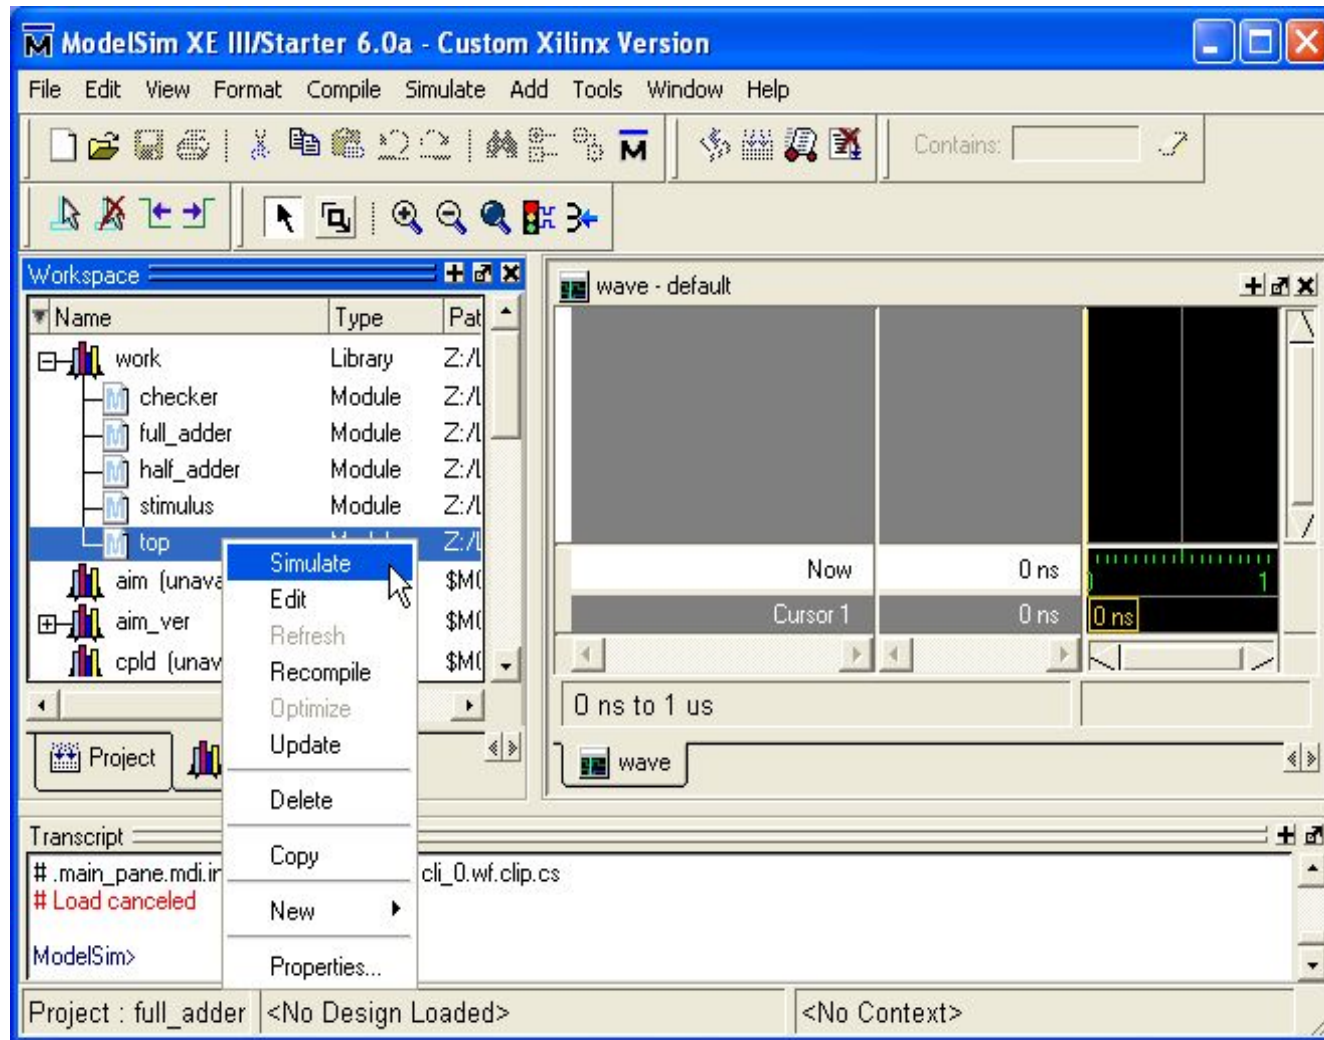 ModelSim XE III/Starter 6.0a - Custom Xilinx Version
File Edit View Format Compile Simulate Add Tools Window Help
Contains:
Workspace
Name Type Pat
work Library Z:/L
checker Module Z:/L
full_adder Module Z:/L
half_adder Module Z:/L
stimulus Module Z:/L
top Z:/L
aim (unava $M(
aim_ver $M(
cpld (unav $M(
Project
Simulate
Edit
Refresh
Recompile
Optimize
Update
Delete
Copy
New
Properties...
wave - default
Now 0 ns
Cursor 1 0 ns
1
0 ns
0 ns to 1 us
wave
Transcript
# .main_pane.mdi.ir cli_0.wf.clip.cs
# Load canceled
ModelSim>
Project : full_adder <No Design Loaded> <No Context>